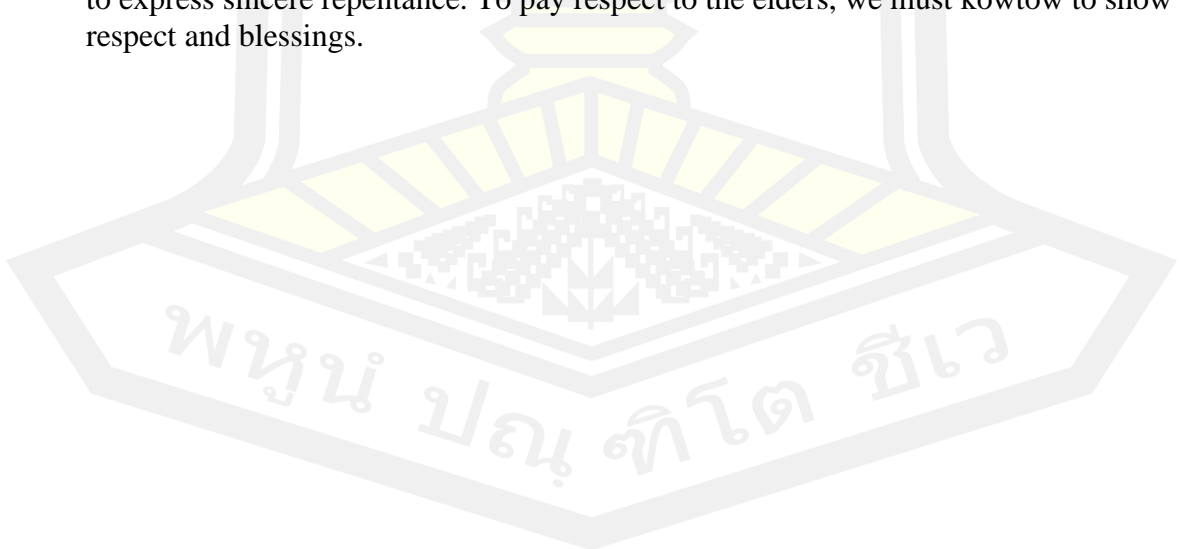 to express sincere repentance. To pay respect to the elders, we must kowtow to show
respect and blessings.
พหูนํ ปณฺฑิโต ชีเว